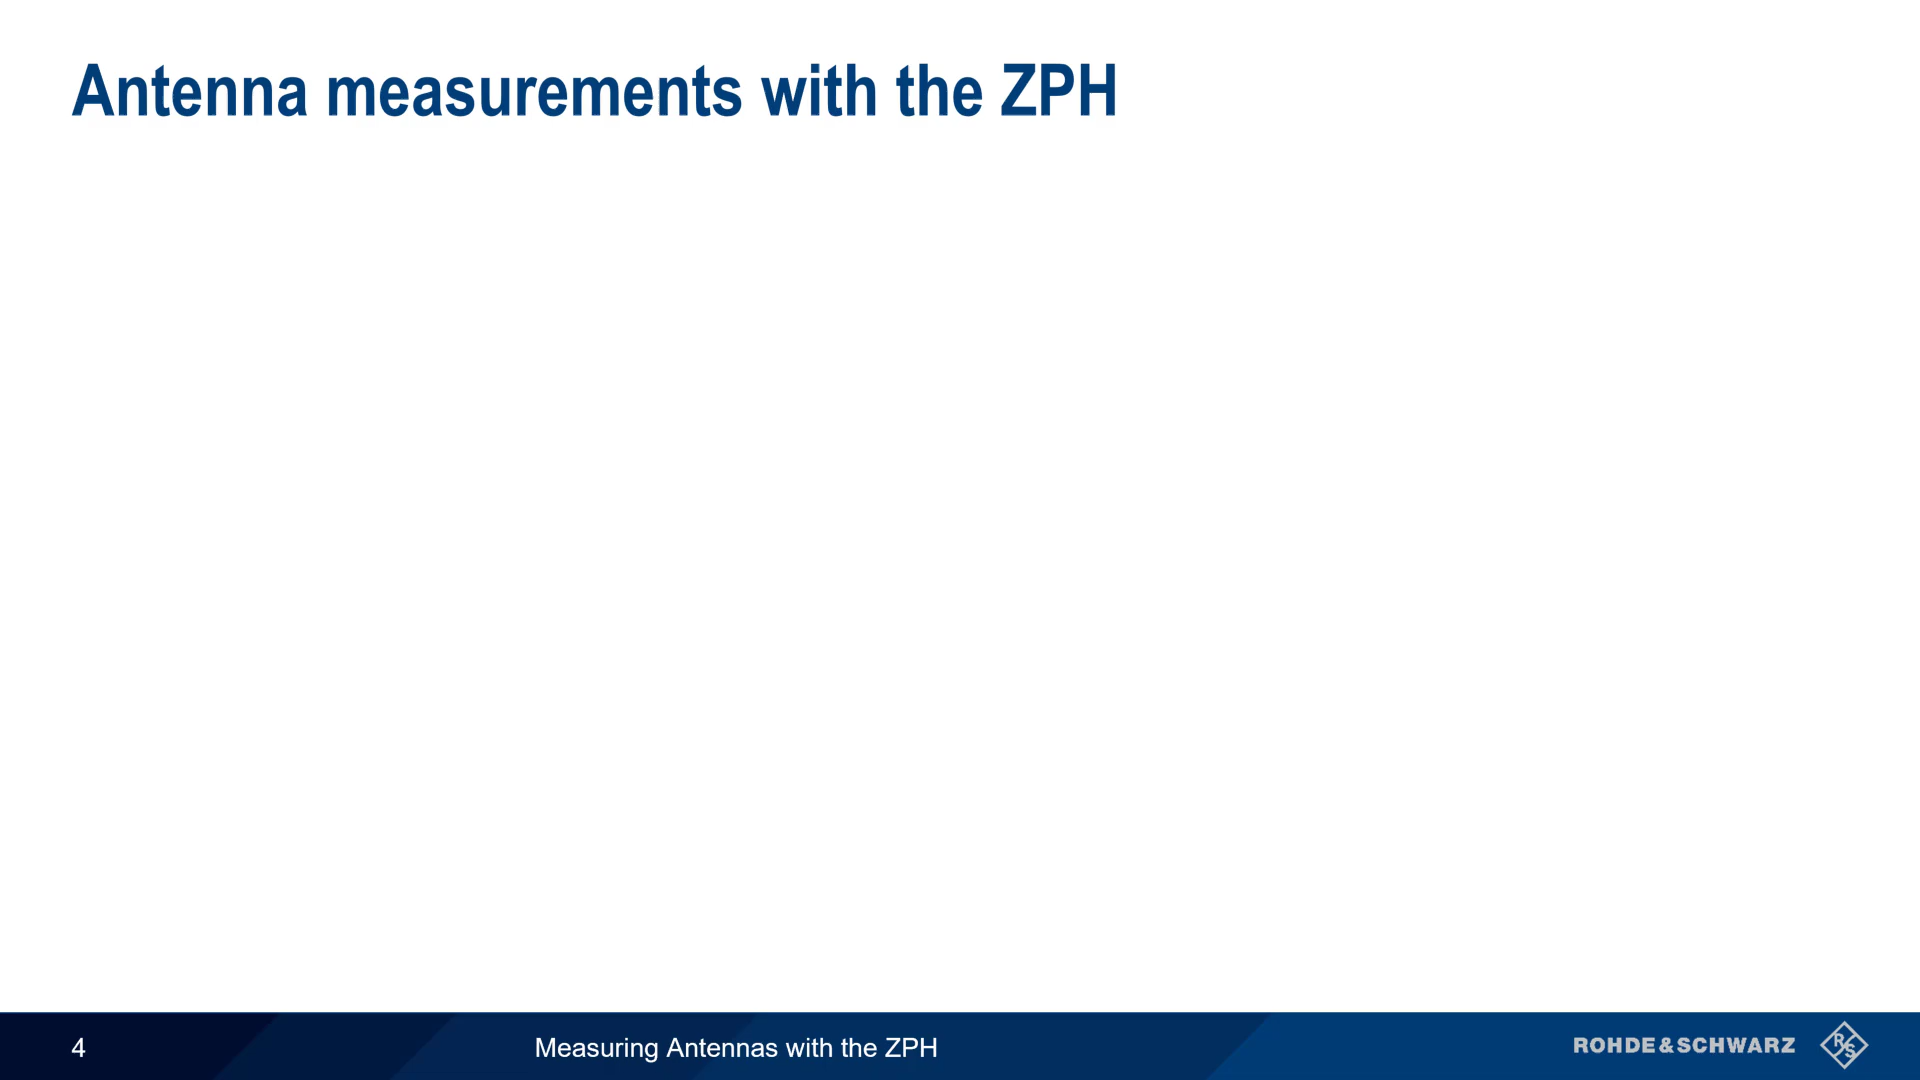 Antenna measurements with the ZPH
4
Measuring Antennas with the ZPH
ROHDE&SCHWARZ
R
S